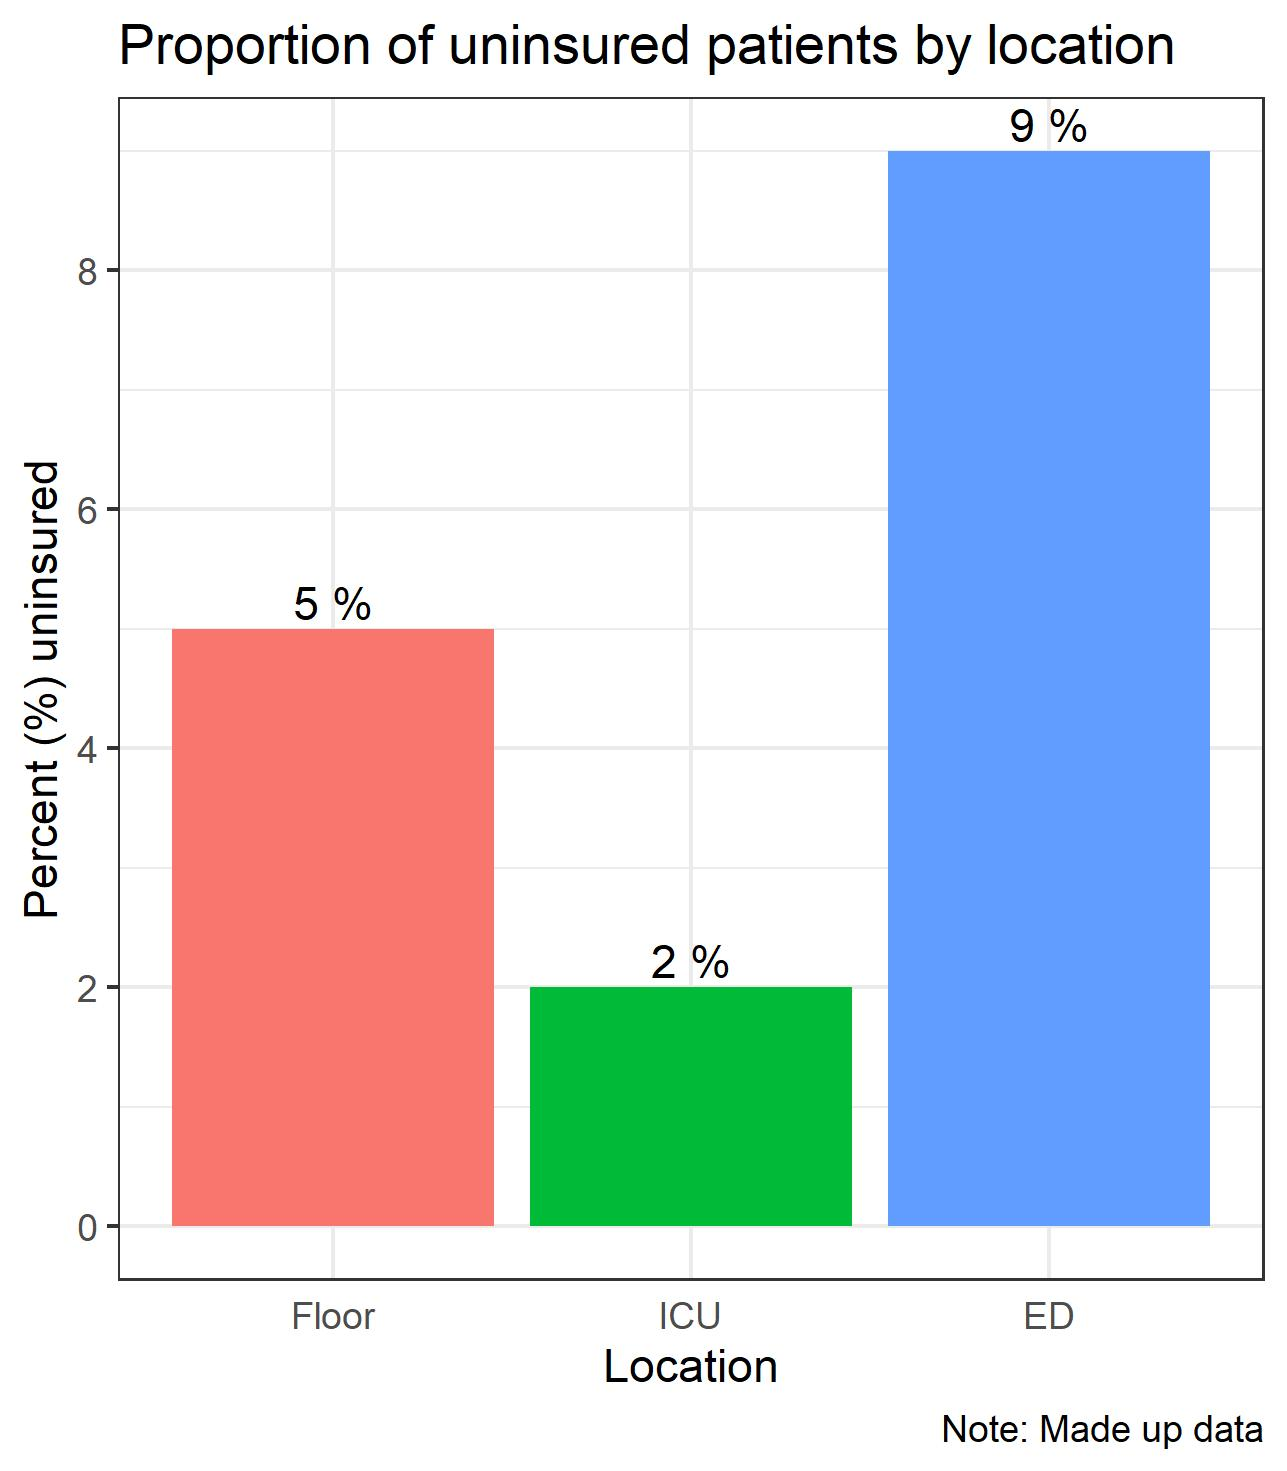 Proportion of uninsured patients by location
9 %
8
6
5 %
4
2 %
2
0
Percent (%) uninsured
Floor ICU ED
Location
Note: Made up data